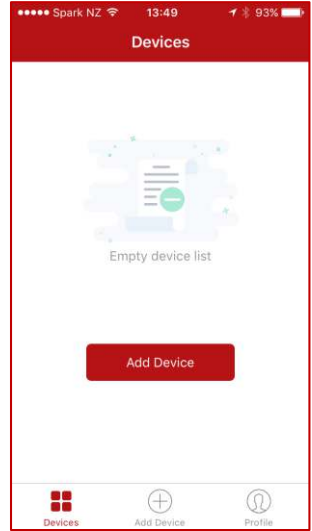 Spark NZ 13:49 93%
Devices
Empty device list
Add Device
Devices Add Device Profile